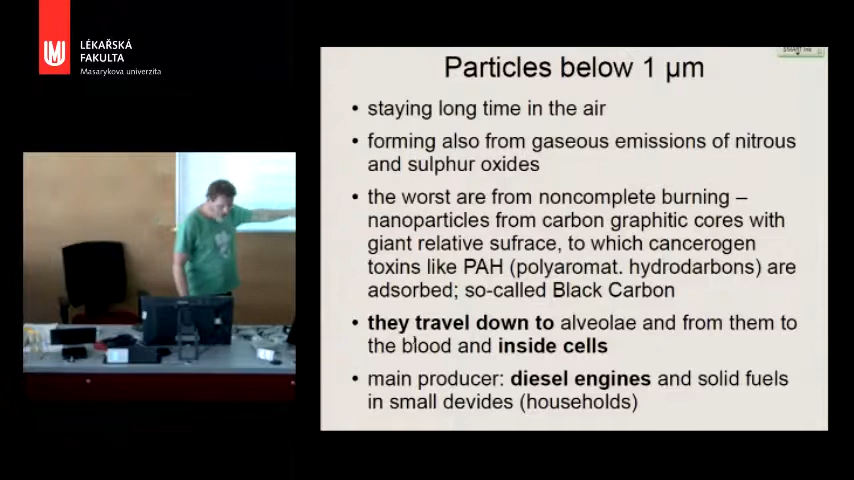 LÉKAŘSKÁ
FAKULTA
Masarykova univerzita
Particles below 1 µm
• staying long time in the air
• forming also from gaseous emissions of nitrous
and sulphur oxides
• the worst are from noncomplete burning –
nanoparticles from carbon graphitic cores with
giant relative sufrace, to which cancerogen
toxins like PAH (polyaromat. hydrodarbons) are
adsorbed; so-called Black Carbon
• they travel down to alveolae and from them to
the blood and inside cells
• main producer: diesel engines and solid fuels
in small devides (households)